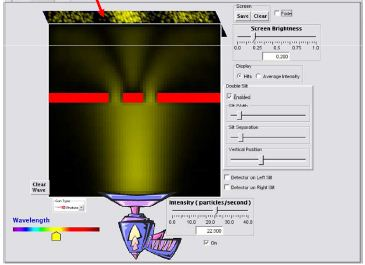 Screen
Save Clear Fade
Screen Brightness
0.0 0.25 0.5 0.75 1.0
0.200
Display
Hits Average Intensity
Double Slit
Enabled
Slit Width
Slit Separation
Vertical Position
Detector on Left Slit
Detector on Right Slit
Clear
Wave
Gun Type
Photons
Wavelength
Intensity (particles/second)
0.0 10.0 20.0 30.0 40.0
22.900
On